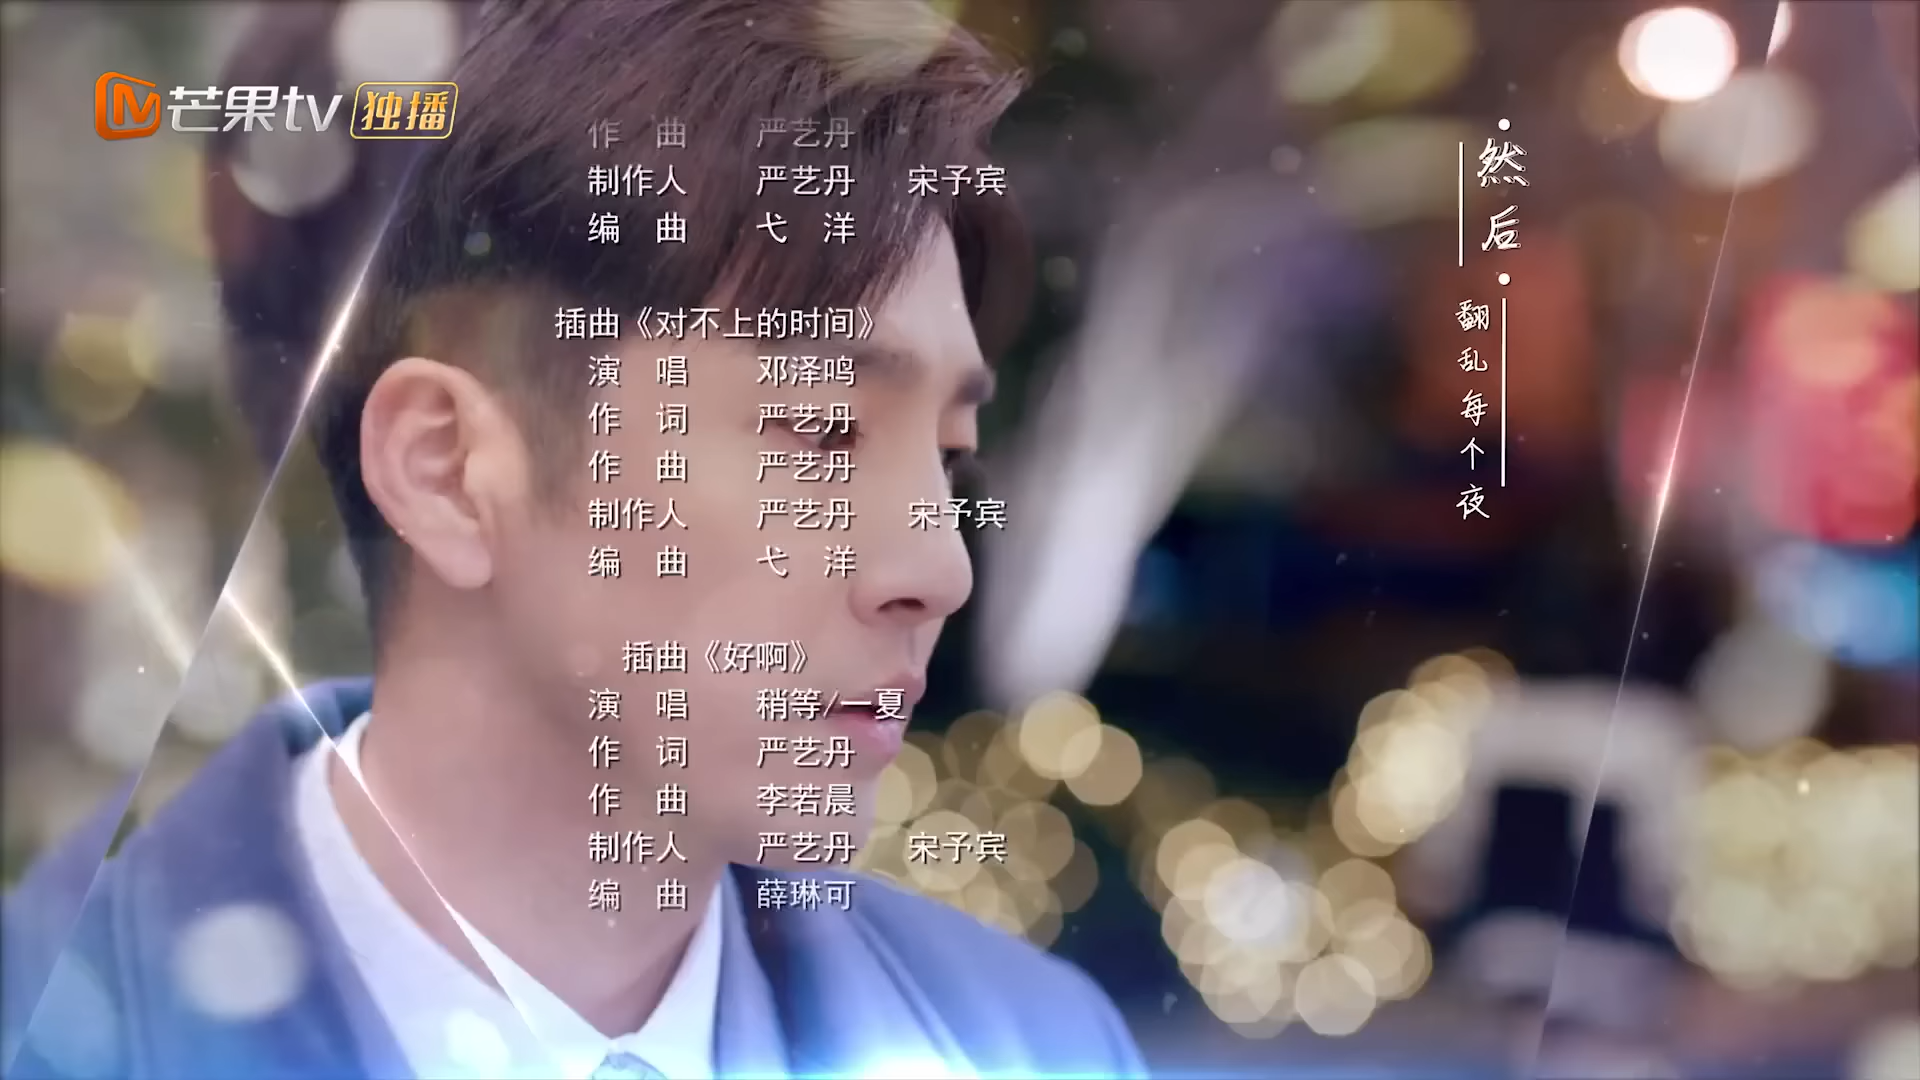 芒果tv 独播
作 曲 严艺丹
制作人 严艺丹 宋予宾
编 曲 弋 洋
插曲《对不上的时间》
演 唱 邓泽鸣
作 词 严艺丹
作 曲 严艺丹
制作人 严艺丹 宋予宾
编 曲 弋 洋
插曲《好啊》
演 唱 稍等/一夏
作 词 严艺丹
作 曲 李若晨
制作人 严艺丹 宋予宾
编 曲 薛琳可
然后
翻乱每个夜